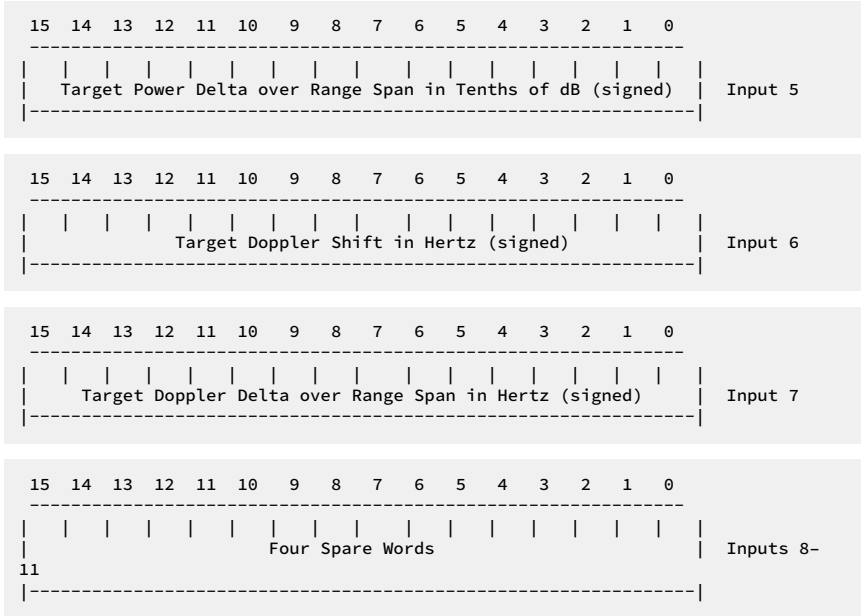 15 14 13 12 11 10 9 8 7 6 5 4 3 2 1 0
---------------------------------------------------------------
| | | | | | | | | | | | | | | | |
| Target Power Delta over Range Span in Tenths of dB (signed) | Input 5
|----------------------------------------------------------------|
15 14 13 12 11 10 9 8 7 6 5 4 3 2 1 0
---------------------------------------------------------------
| | | | | | | | | | | | | | | | |
| Target Doppler Shift in Hertz (signed) | Input 6
|----------------------------------------------------------------|
15 14 13 12 11 10 9 8 7 6 5 4 3 2 1 0
---------------------------------------------------------------
| | | | | | | | | | | | | | | | |
| Target Doppler Delta over Range Span in Hertz (signed) | Input 7
|----------------------------------------------------------------|
15 14 13 12 11 10 9 8 7 6 5 4 3 2 1 0
---------------------------------------------------------------
| | | | | | | | | | | | | | | | |
| Four Spare Words | Inputs 8–
11
|----------------------------------------------------------------|